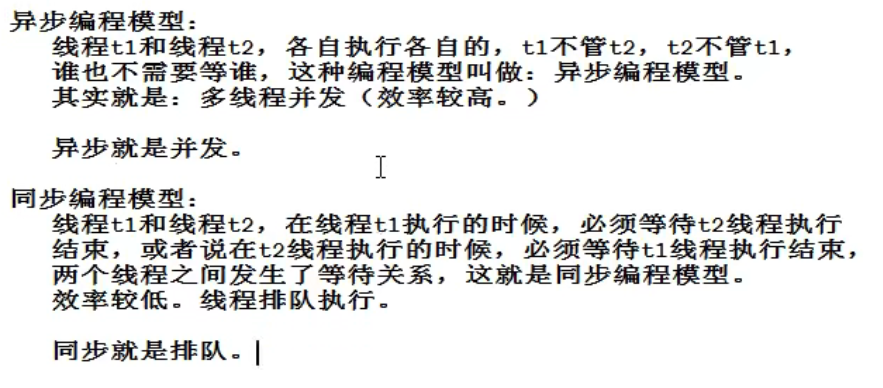 异步编程模型：
线程t1和线程t2，各自执行各自的，t1不管t2，t2不管t1，
谁也不需要等谁，这种编程模型叫做：异步编程模型。
其实就是：多线程并发（效率较高。）
异步就是并发。
同步编程模型：
线程t1和线程t2，在线程t1执行的时候，必须等待t2线程执行
结束，或者说在t2线程执行的时候，必须等待t1线程执行结束，
两个线程之间发生了等待关系，这就是同步编程模型。
效率较低。线程排队执行。
同步就是排队。